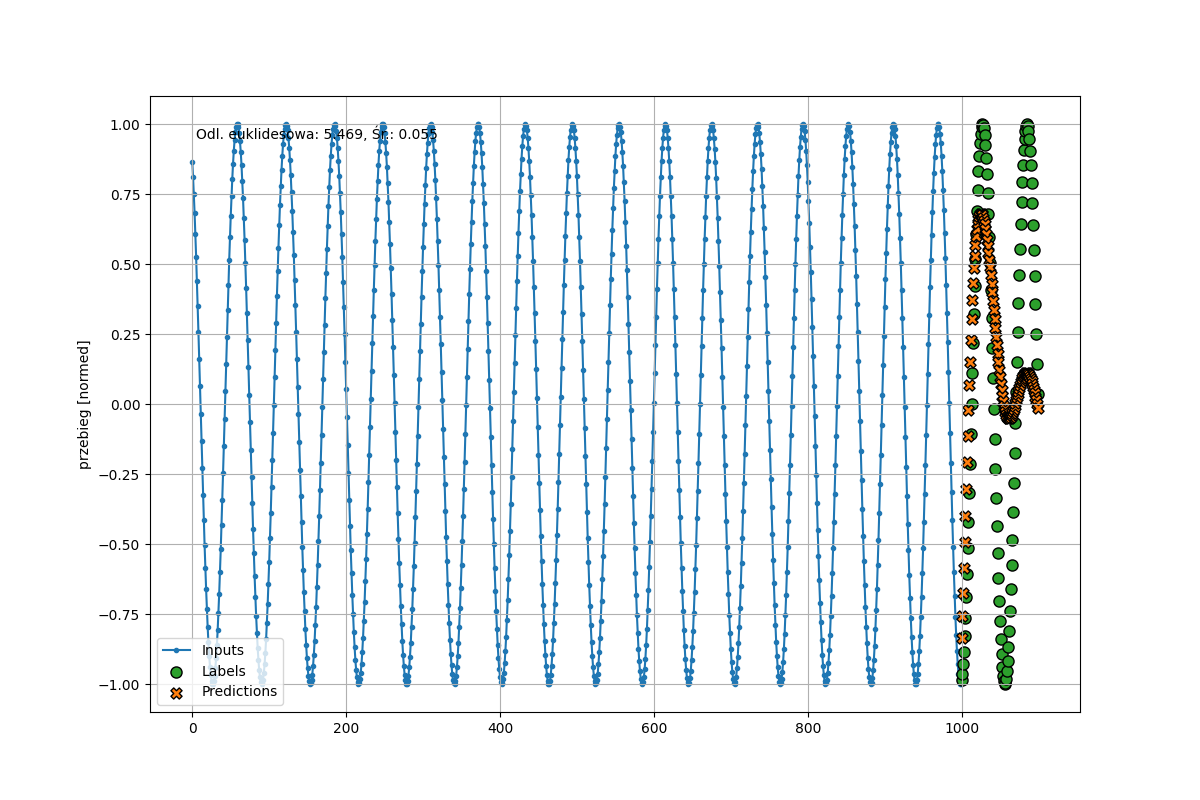 Odl. euklidesowa: 5.469, Śr.: 0.055
przebieg [normed]
1.00
0.75
0.50
0.25
0.00
−0.25
−0.50
−0.75
−1.00
Inputs
Labels
Predictions
0 200 400 600 800 1000